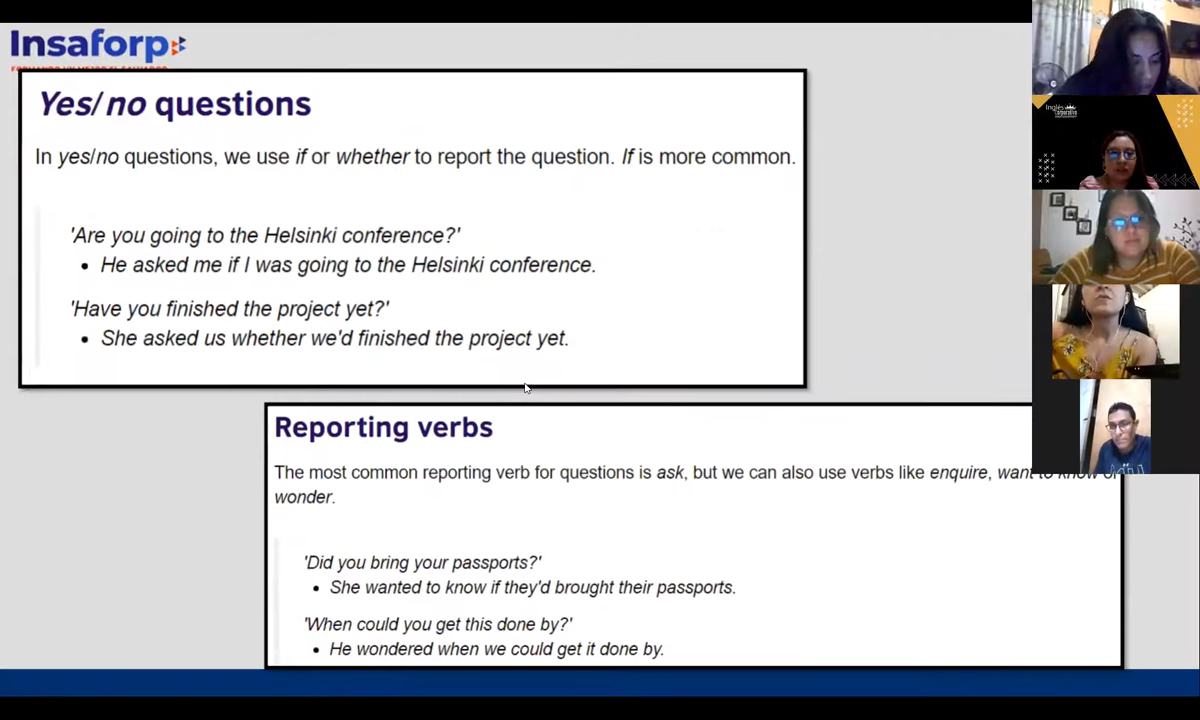 Insaforp
Yes/no questions
In yes/no questions, we use if or whether to report the question. If is more common.
'Are you going to the Helsinki conference?'
• He asked me if I was going to the Helsinki conference.
'Have you finished the project yet?'
• She asked us whether we'd finished the project yet.
Reporting verbs
The most common reporting verb for questions is ask, but we can also use verbs like enquire, want to know or
wonder.
'Did you bring your passports?'
• She wanted to know if they'd brought their passports.
'When could you get this done by?'
• He wondered when we could get it done by.
Inglés
Corporativo